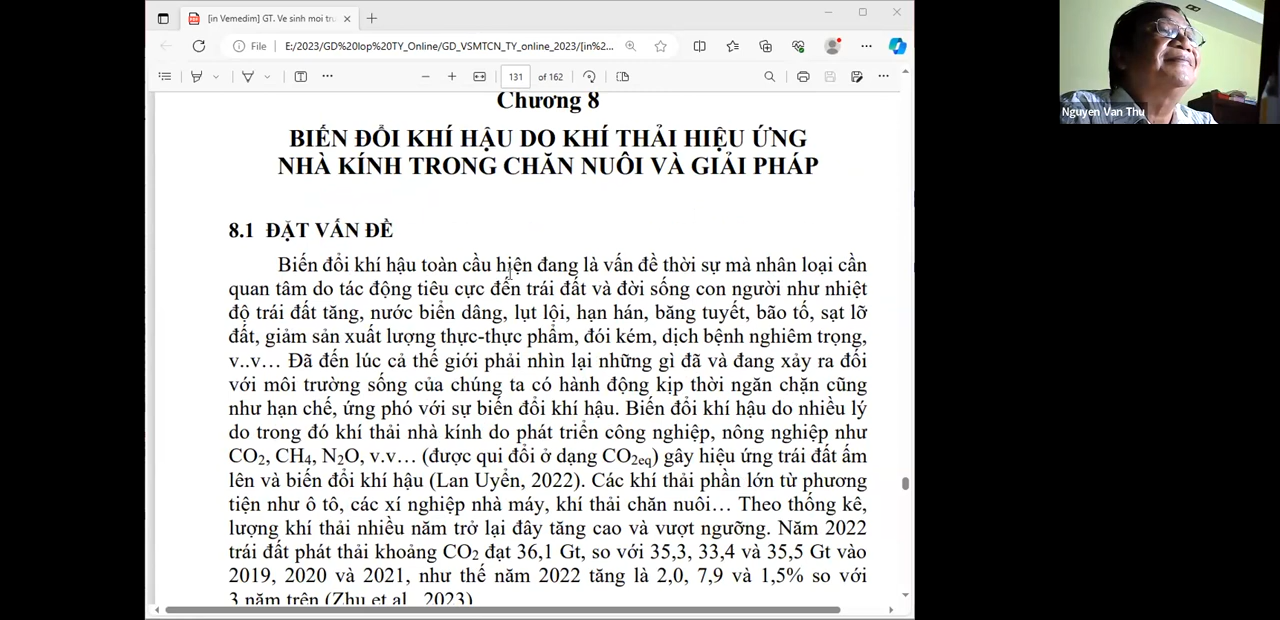 [in Vemedim] GT. Ve sinh moi tru
File
E:/2023/GD%20lop%20TY_Online/GD_VSMTCN_TY_online_2023/[in%2...
131 of 162
Nguyen Van Thu
Chương 8
BIẾN ĐỔI KHÍ HẬU DO KHÍ THẢI HIỆU ỨNG
NHÀ KÍNH TRONG CHĂN NUÔI VÀ GIẢI PHÁP
8.1 ĐẶT VẤN ĐỀ
Biến đổi khí hậu toàn cầu hiện đang là vấn đề thời sự mà nhân loại cần
quan tâm do tác động tiêu cực đến trái đất và đời sống con người như nhiệt
độ trái đất tăng, nước biển dâng, lụt lội, hạn hán, băng tuyết, bão tố, sạt lỡ
đất, giảm sản xuất lượng thực-thực phẩm, đói kém, dịch bệnh nghiêm trọng,
v..v… Đã đến lúc cả thế giới phải nhìn lại những gì đã và đang xảy ra đối
với môi trường sống của chúng ta có hành động kịp thời ngăn chặn cũng
như hạn chế, ứng phó với sự biến đổi khí hậu. Biến đổi khí hậu do nhiều lý
do trong đó khí thải nhà kính do phát triển công nghiệp, nông nghiệp như
CO2, CH4, N2O, v.v… (được qui đổi ở dạng CO2eq) gây hiệu ứng trái đất ấm
lên và biến đổi khí hậu (Lan Uyển, 2022). Các khí thải phần lớn từ phương
tiện như ô tô, các xí nghiệp nhà máy, khí thải chăn nuôi… Theo thống kê,
lượng khí thải nhiều năm trở lại đây tăng cao và vượt ngưỡng. Năm 2022
trái đất phát thải khoảng CO2 đạt 36,1 Gt, so với 35,3, 33,4 và 35,5 Gt vào
2019, 2020 và 2021, như thế năm 2022 tăng là 2,0, 7,9 và 1,5% so với
3 năm trên (Zhu et al., 2023)